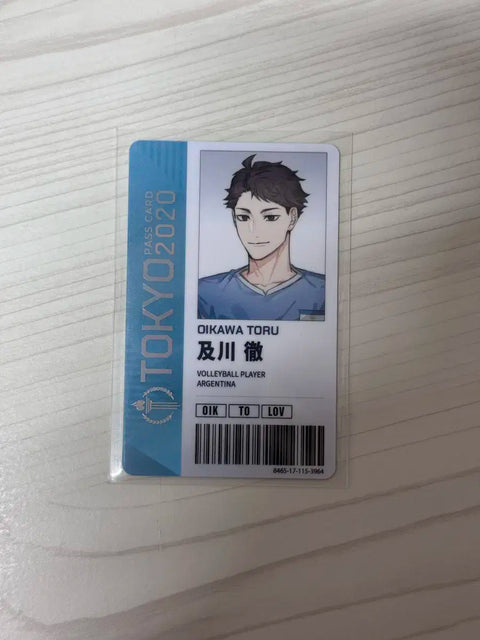 TOKYO 2020
PASS CARD
OIKAWA TORU
及川 徹
VOLLEYBALL PLAYER
ARGENTINA
OIK TO LOV
8465-17-115-3964